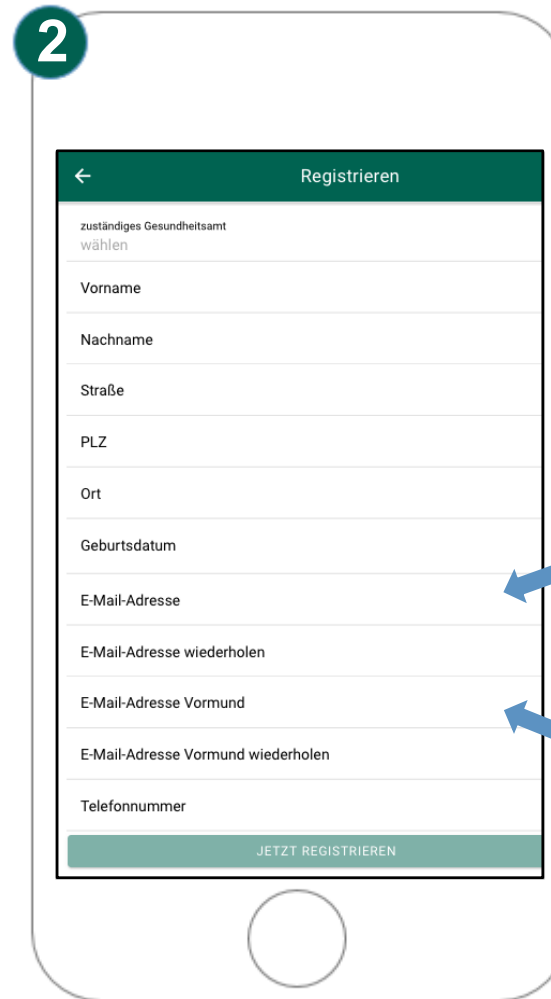 2
Registrieren
zuständiges Gesundheitsamt
wählen
Vorname
Nachname
Straße
PLZ
Ort
Geburtsdatum
E-Mail-Adresse
E-Mail-Adresse wiederholen
E-Mail-Adresse Vormund
E-Mail-Adresse Vormund wiederholen
Telefonnummer
JETZT REGISTRIEREN